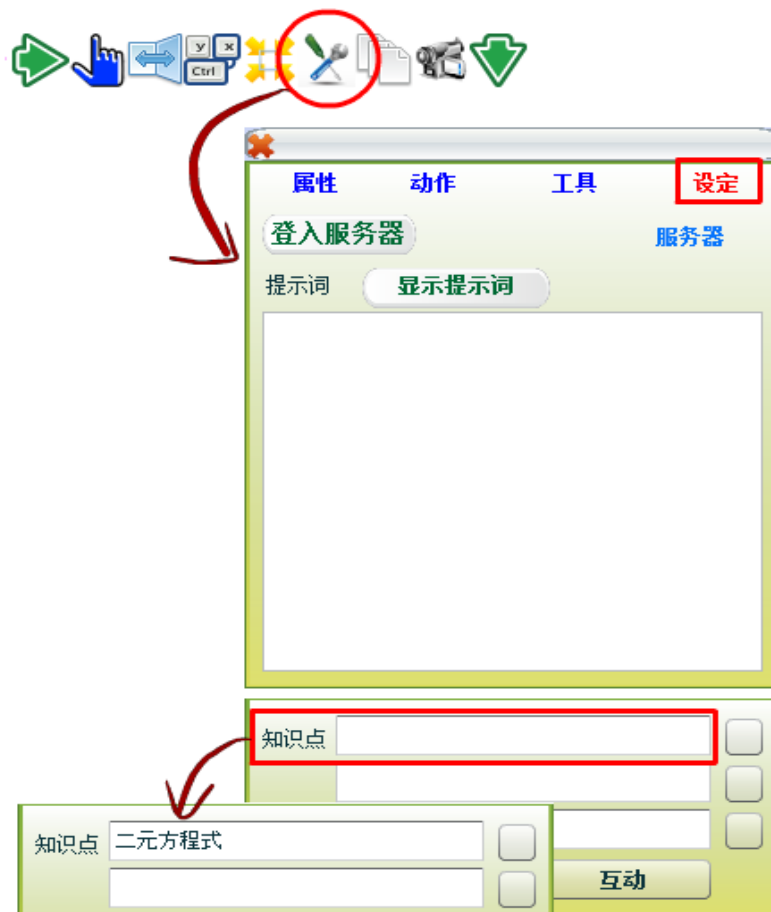 y x
Ctrl
属性 动作 工具 设定
登入服务器 服务器
提示词 显示提示词
知识点
知识点 二元方程式
互动